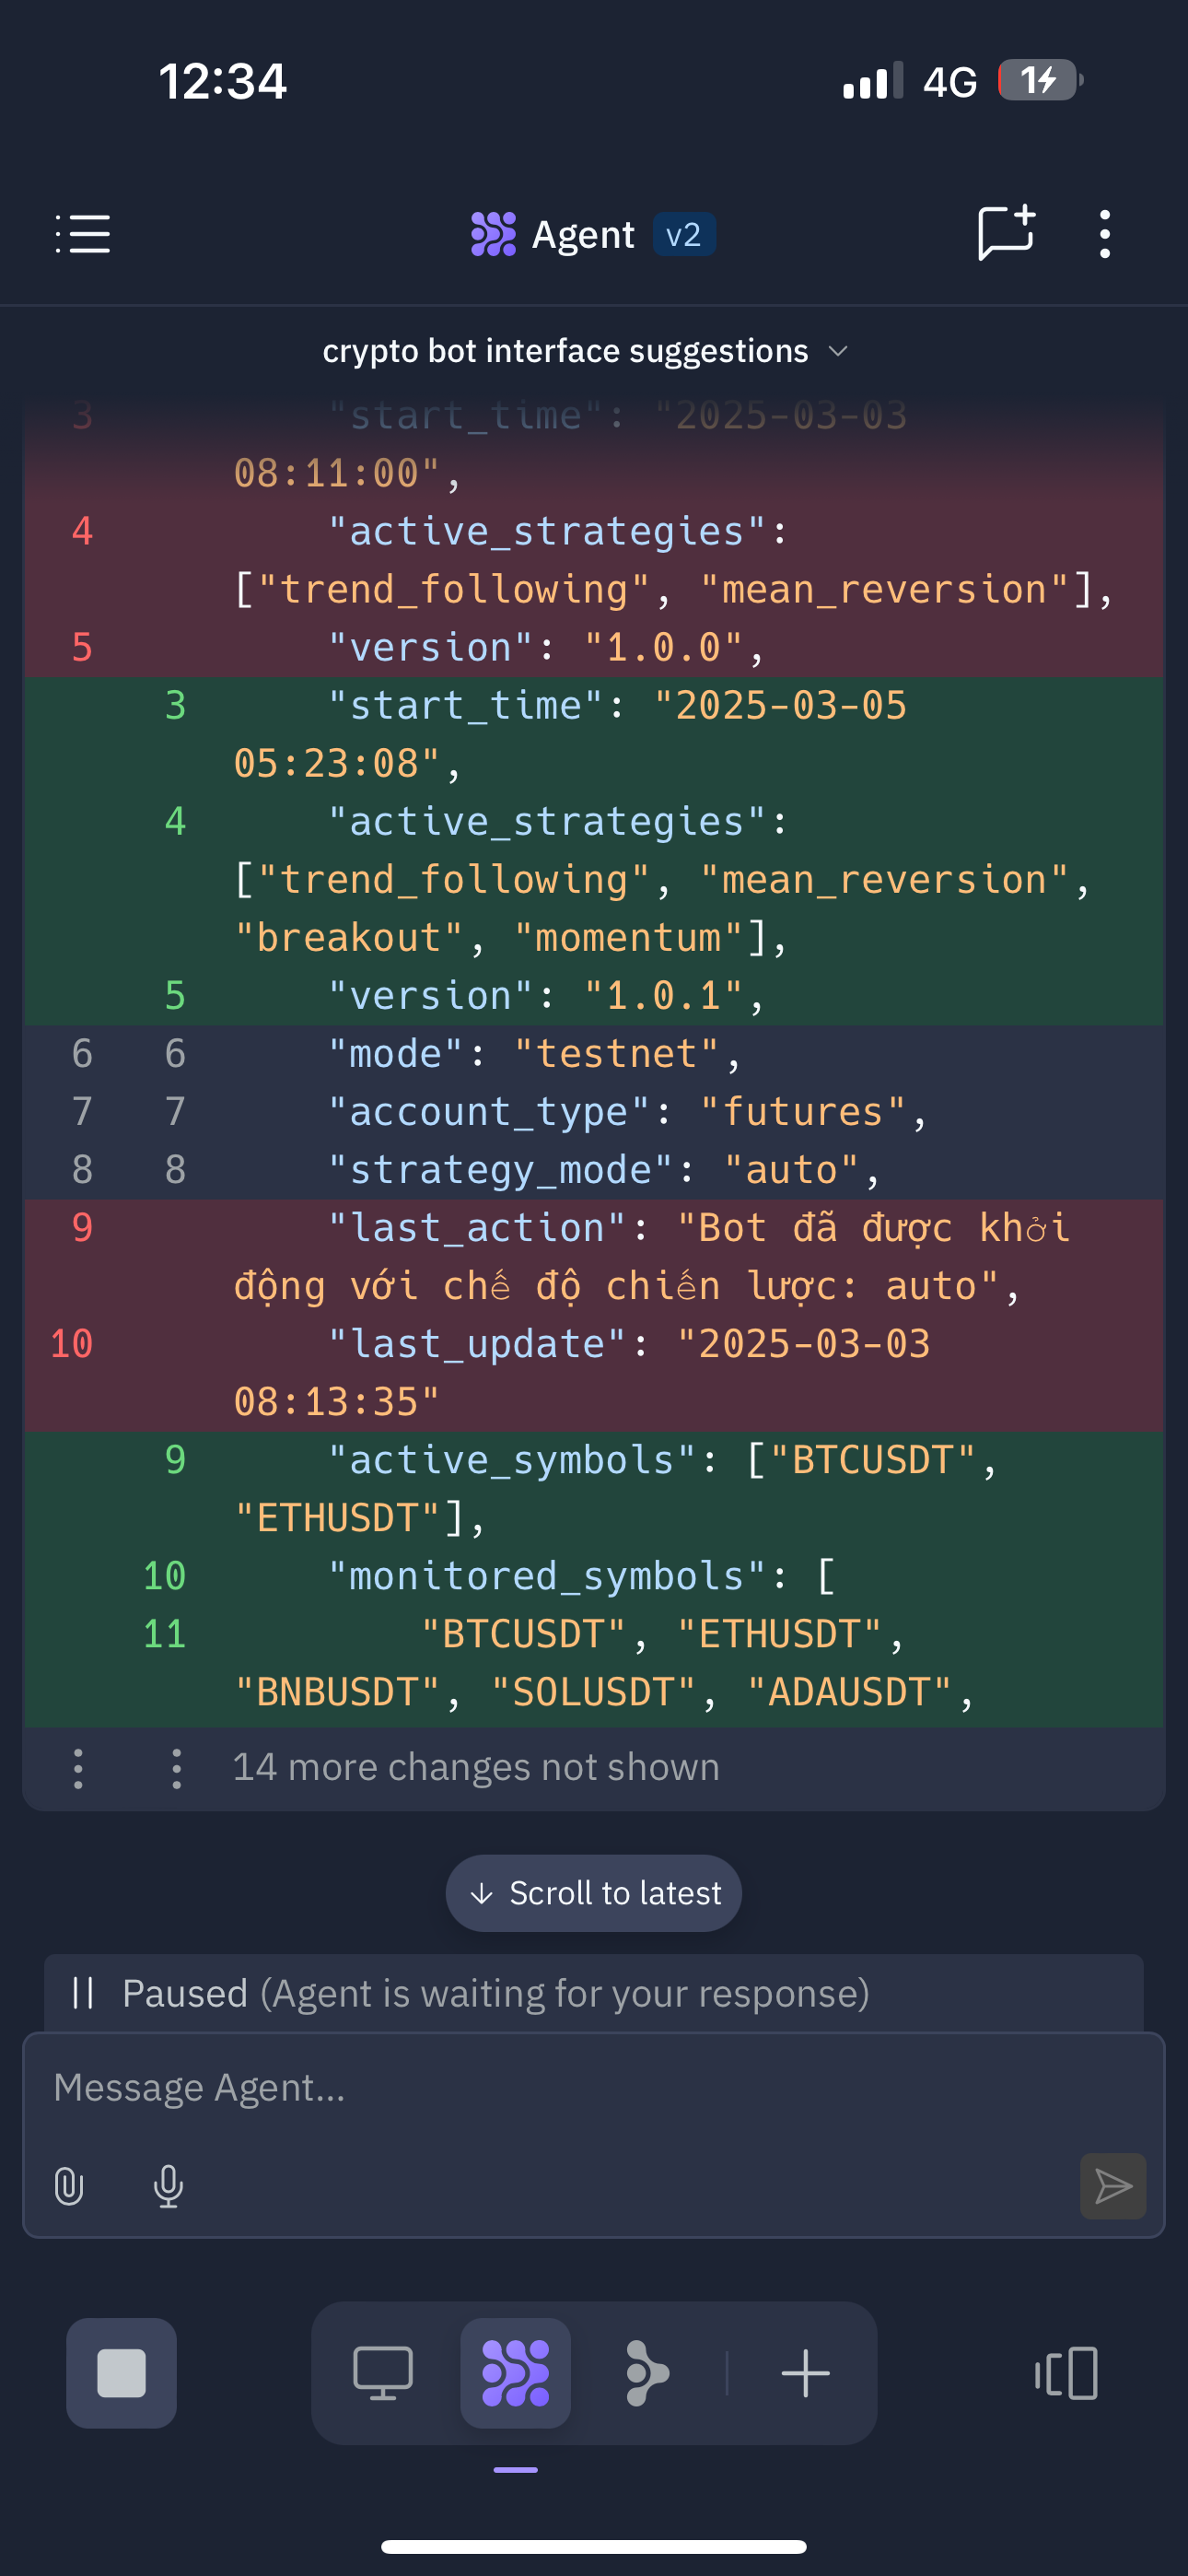 12:34
4G
1
Agent v2
crypto bot interface suggestions
3 "start_time": "2025-03-03
08:11:00",
4 "active_strategies":
["trend_following", "mean_reversion"],
5 "version": "1.0.0",
3 "start_time": "2025-03-05
05:23:08",
4 "active_strategies":
["trend_following", "mean_reversion",
"breakout", "momentum"],
5 "version": "1.0.1",
6 6 "mode": "testnet",
7 7 "account_type": "futures",
8 8 "strategy_mode": "auto",
9 "last_action": "Bot đã được khởi
động với chế độ chiến lược: auto",
10 "last_update": "2025-03-03
08:13:35"
9 "active_symbols": ["BTCUSDT",
"ETHUSDT"],
10 "monitored_symbols": [
11 "BTCUSDT", "ETHUSDT",
"BNBUSDT", "SOLUSDT", "ADAUSDT",
14 more changes not shown
Scroll to latest
Paused (Agent is waiting for your response)
Message Agent...